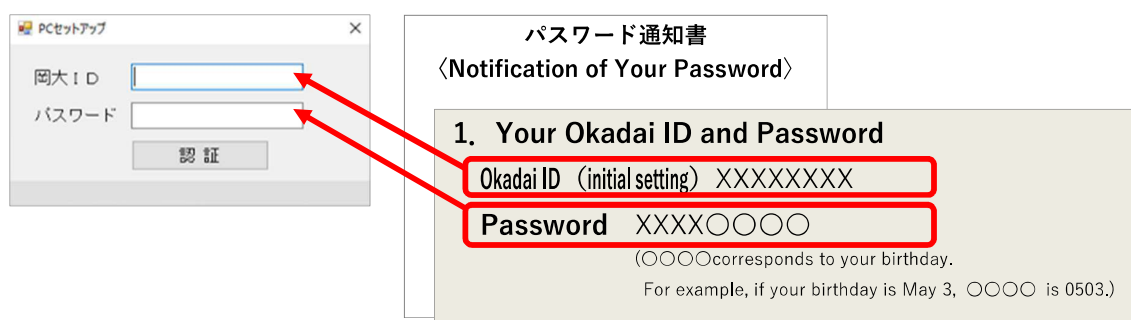 PCセットアップ
岡大ID
パスワード
認証
パスワード通知書
〈Notification of Your Password〉
1. Your Okadai ID and Password
Okadai ID （initial setting） XXXXXXXX
Password XXXX○○○○
(○○○○corresponds to your birthday.
For example, if your birthday is May 3, ○○○○ is 0503.)